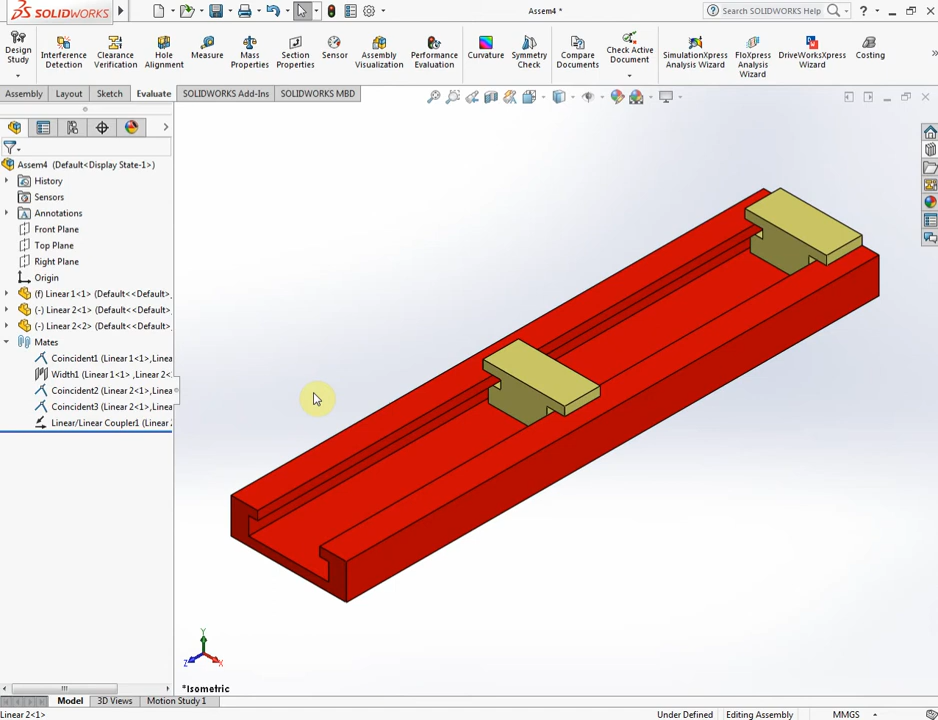 SOLIDWORKS
Assem4 *
Search SOLIDWORKS Help
Design Study
Interference Detection
Clearance Verification
Hole Alignment
Measure
Mass Properties
Section Properties
Sensor
Assembly Visualization
Performance Evaluation
Curvature
Symmetry Check
Compare Documents
Check Active Document
SimulationXpress Analysis Wizard
FloXpress Analysis Wizard
DriveWorksXpress Wizard
Costing
Assembly Layout Sketch Evaluate SOLIDWORKS Add-Ins SOLIDWORKS MBD
Assem4 (Default<Display State-1>)
History
Sensors
Annotations
Front Plane
Top Plane
Right Plane
Origin
(f) Linear 1<1> (Default<<Default>
(-) Linear 2<1> (Default<<Default>
(-) Linear 2<2> (Default<<Default>
Mates
Coincident1 (Linear 1<1>,Linea
Width1 (Linear 1<1> ,Linear 2<
Coincident2 (Linear 2<1>,Linea
Coincident3 (Linear 2<1>,Linea
Linear/Linear Coupler1 (Linear 2
Y
Z X
*Isometric
Model 3D Views Motion Study 1
Linear 2<1> Under Defined Editing Assembly MMGS